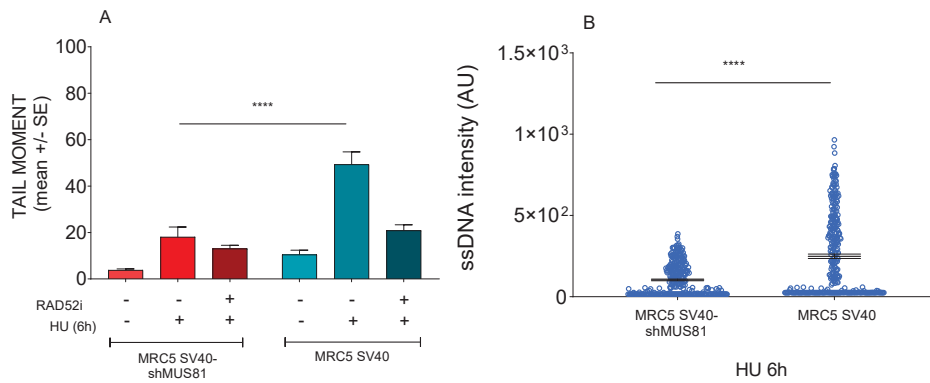 A
TAIL MOMENT
(mean +/- SE)
100
80
60
40
20
0
****
RAD52i - - + - - +
HU (6h) - + + - + +
MRC5 SV40-
shMUS81
MRC5 SV40
B
ssDNA intensity (AU)
1.5×10³
1×10³
5×10²
0
****
MRC5 SV40-
shMUS81
MRC5 SV40
HU 6h